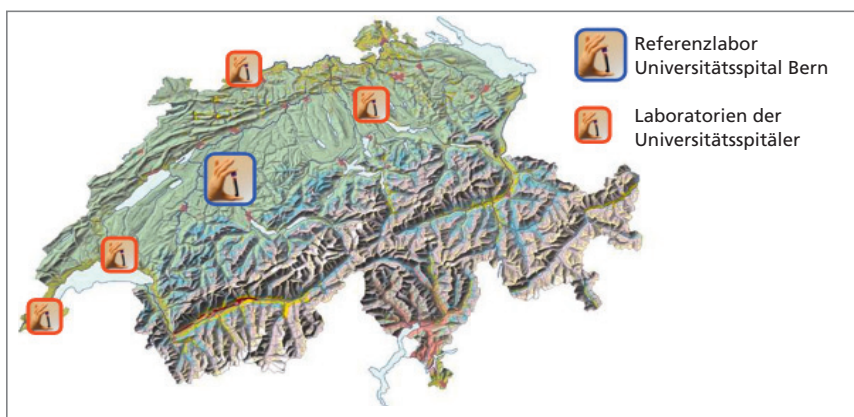 Referenzlabor
Universitätsspital Bern
Laboratorien der
Universitätsspitäler